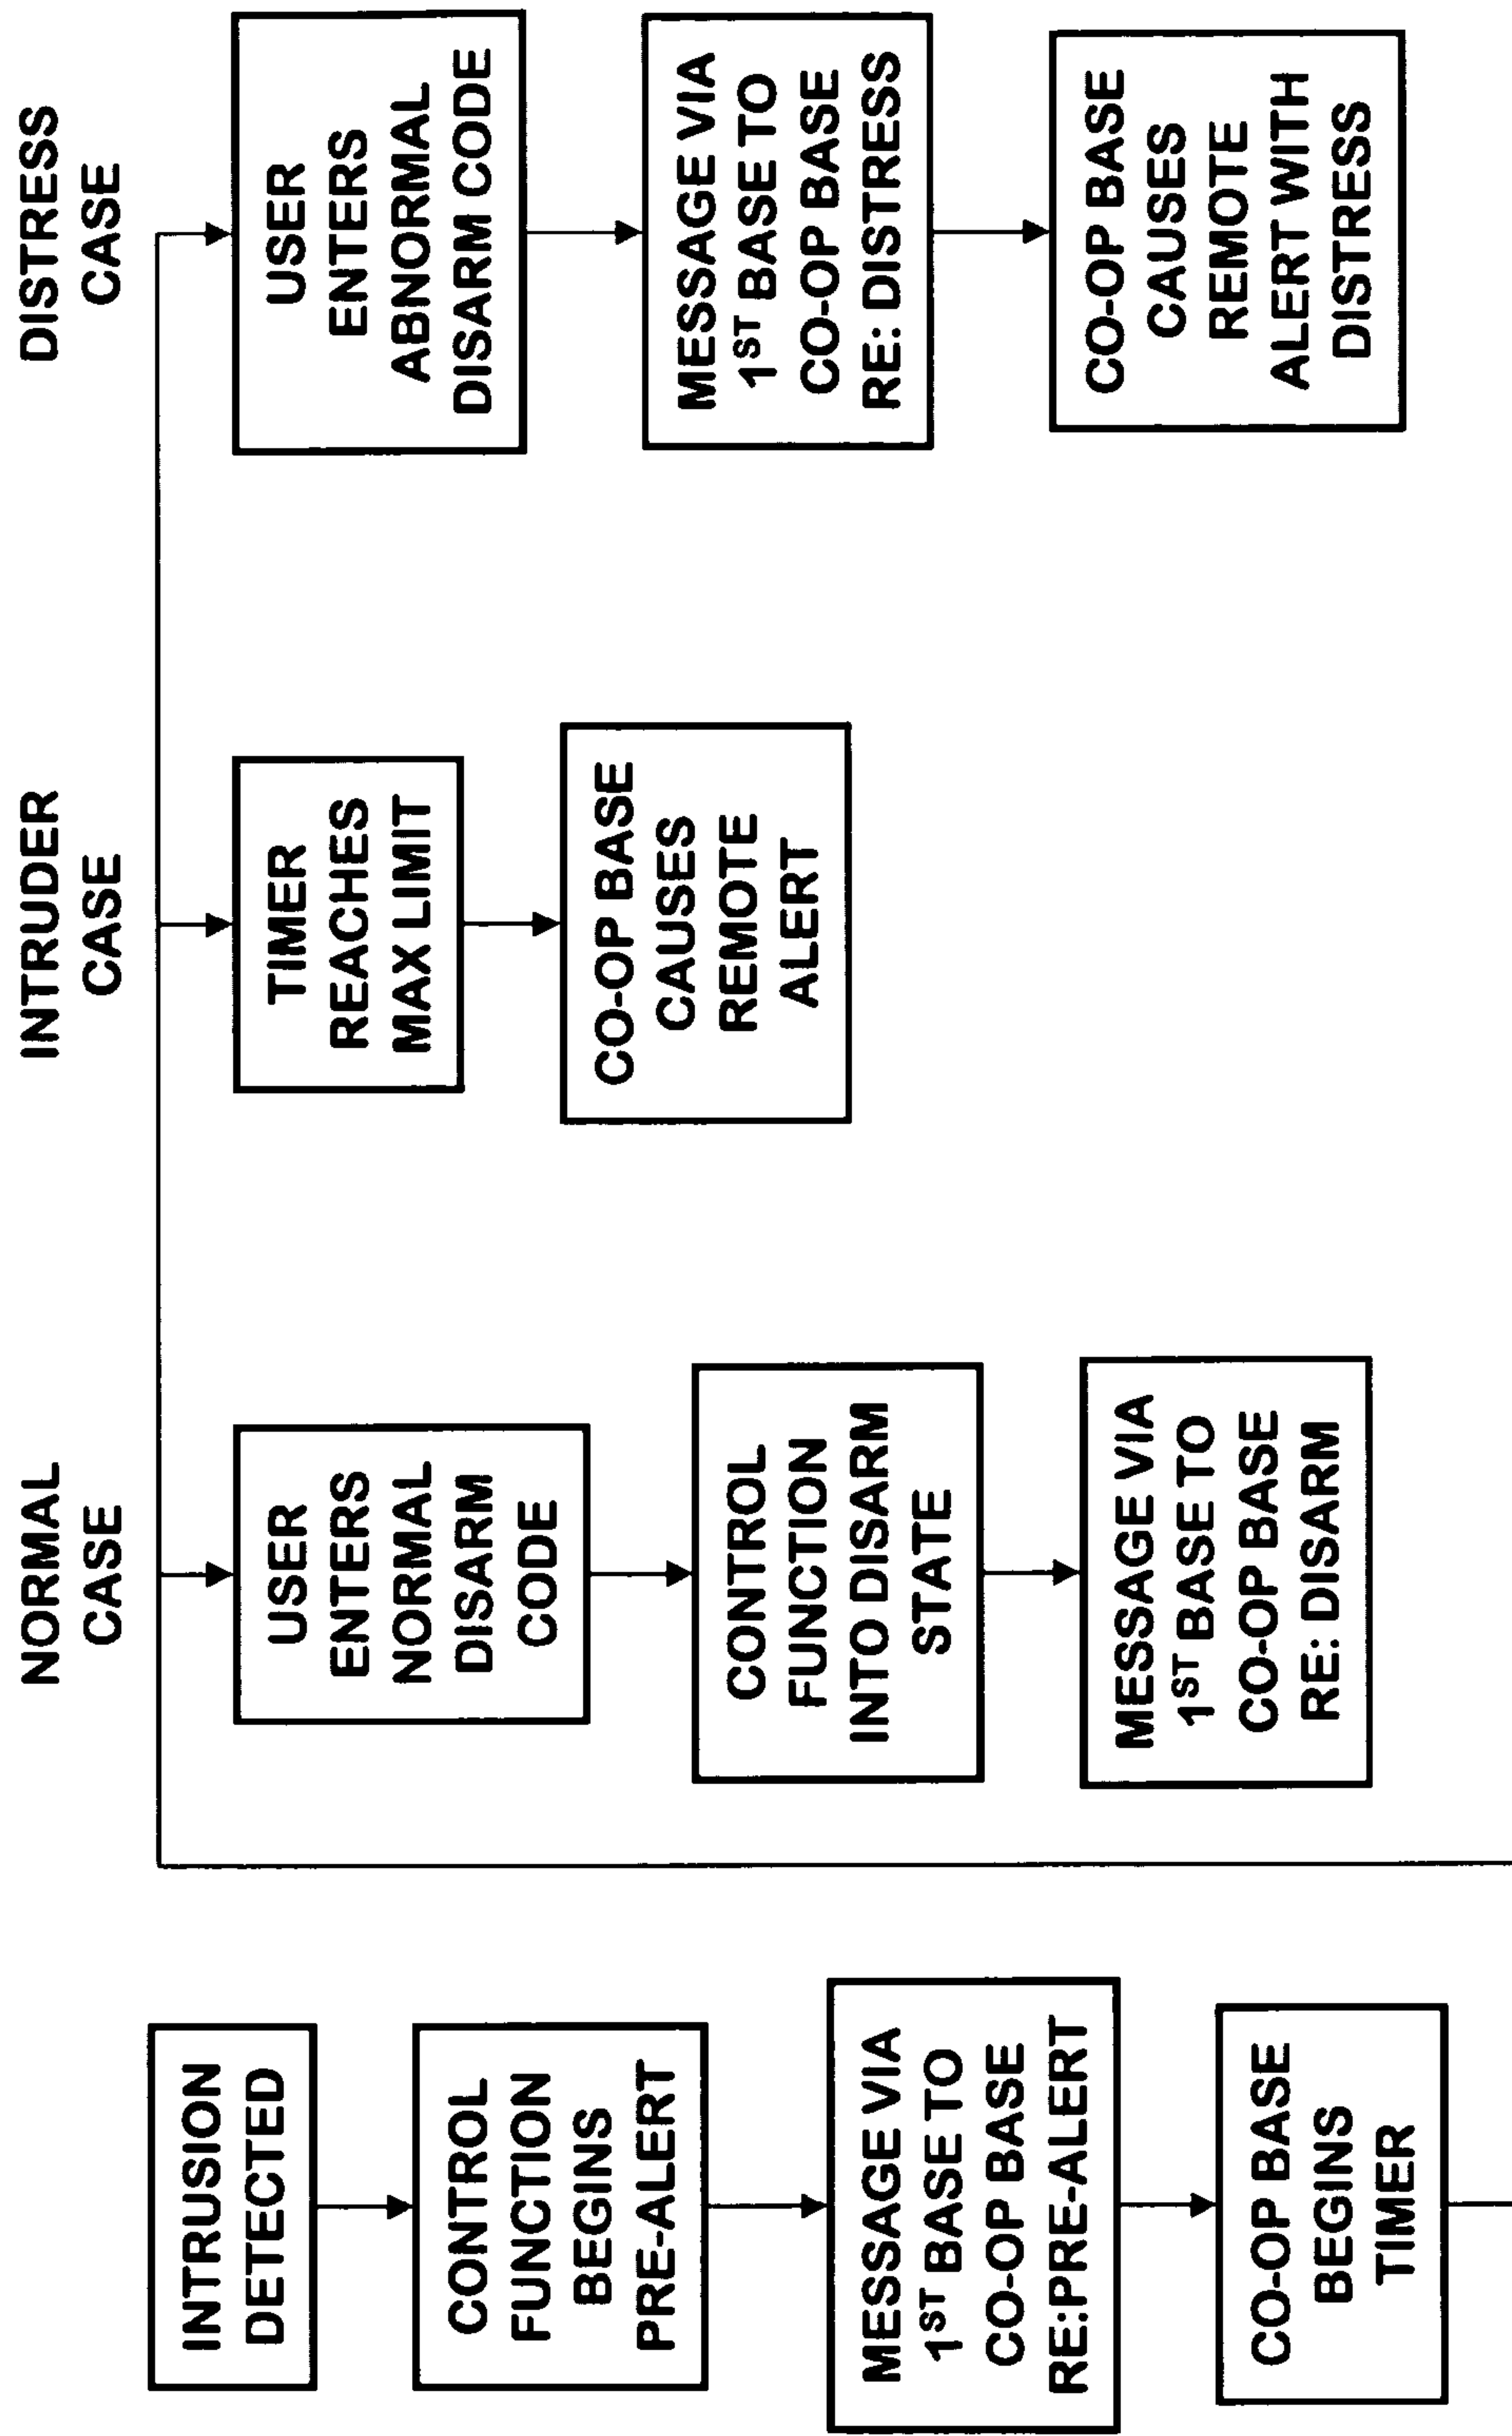 INTRUSION
DETECTED
CONTROL
FUNCTION
BEGINS
PRE-ALERT
MESSAGE VIA
1ST BASE TO
CO-OP BASE
RE:PRE-ALERT
CO-OP BASE
BEGINS
TIMER
NORMAL
CASE
USER
ENTERS
NORMAL
DISARM
CODE
CONTROL
FUNCTION
INTO DISARM
STATE
MESSAGE VIA
1ST BASE TO
CO-OP BASE
RE: DISARM
INTRUDER
CASE
TIMER
REACHES
MAX LIMIT
CO-OP BASE
CAUSES
REMOTE
ALERT
DISTRESS
CASE
USER
ENTERS
ABNORMAL
DISARM CODE
MESSAGE VIA
1ST BASE TO
CO-OP BASE
RE: DISTRESS
CO-OP BASE
CAUSES
REMOTE
ALERT WITH
DISTRESS